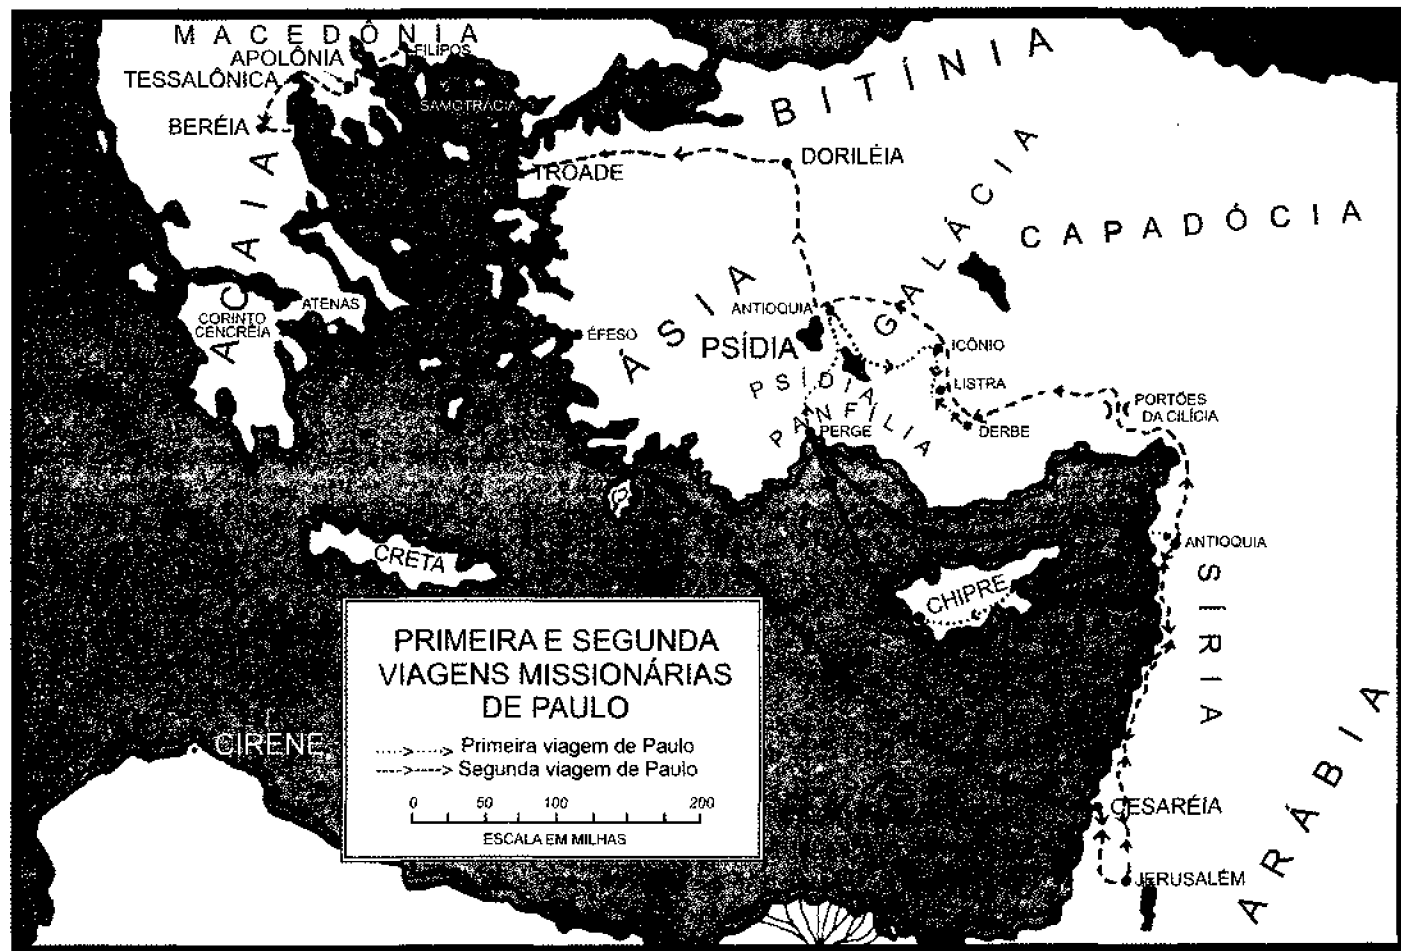 MACEDÔNIA
APOLÔNIA
FILIPOS
TESSALÔNICA
SAMOTRÁCIA
BERÉIA
ACAIA
BITÍNIA
TROADE
DORILÉIA
GALÁCIA
CAPADÓCIA
ÁSIA
ANTIOQUIA
ATENAS
CORINTO
CENCRÉIA
ÉFESO
PSÍDIA
ICÔNIO
PSÍDIA
LISTRA
PORTÕES
DA CILÍCIA
PANFÍLIA
PERGE
DERBE
ANTIOQUIA
CRETA
CHIPRE
SÍRIA
PRIMEIRA E SEGUNDA
VIAGENS MISSIONÁRIAS
DE PAULO
Primeira viagem de Paulo
Segunda viagem de Paulo
0 50 100 200
ESCALA EM MILHAS
CIRENE
CESARÉIA
JERUSALÉM
ARÁBIA